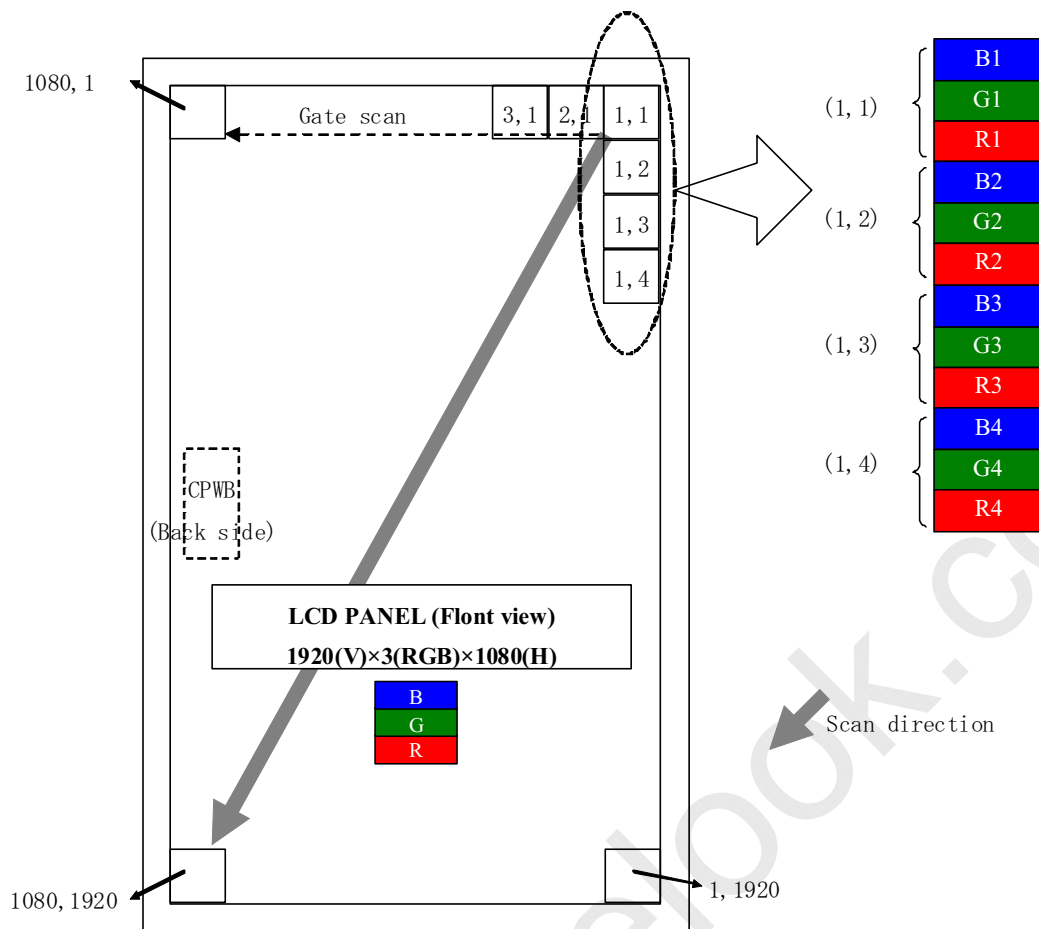 1080,1
Gate scan
3,1
2,1
1,1
1,2
1,3
1,4
(1,1)
(1,2)
(1,3)
(1,4)
B1
G1
R1
B2
G2
R2
B3
G3
R3
B4
G4
R4
CPWB
(Back side)
LCD PANEL (Flont view)
1920(V)×3(RGB)×1080(H)
B
G
R
Scan direction
1080,1920
1,1920